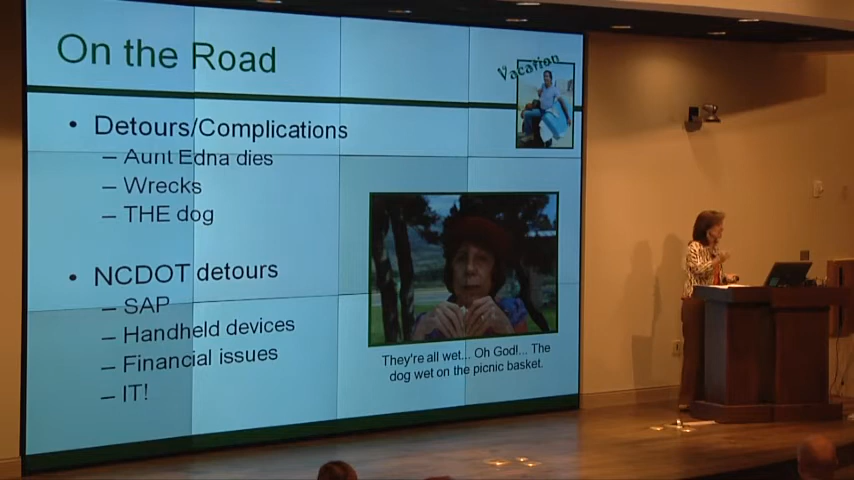 On the Road
Vacation
• Detours/Complications
– Aunt Edna dies
– Wrecks
– THE dog
• NCDOT detours
– SAP
– Handheld devices
– Financial issues
– IT!
They're all wet... Oh God!... The
dog wet on the picnic basket.